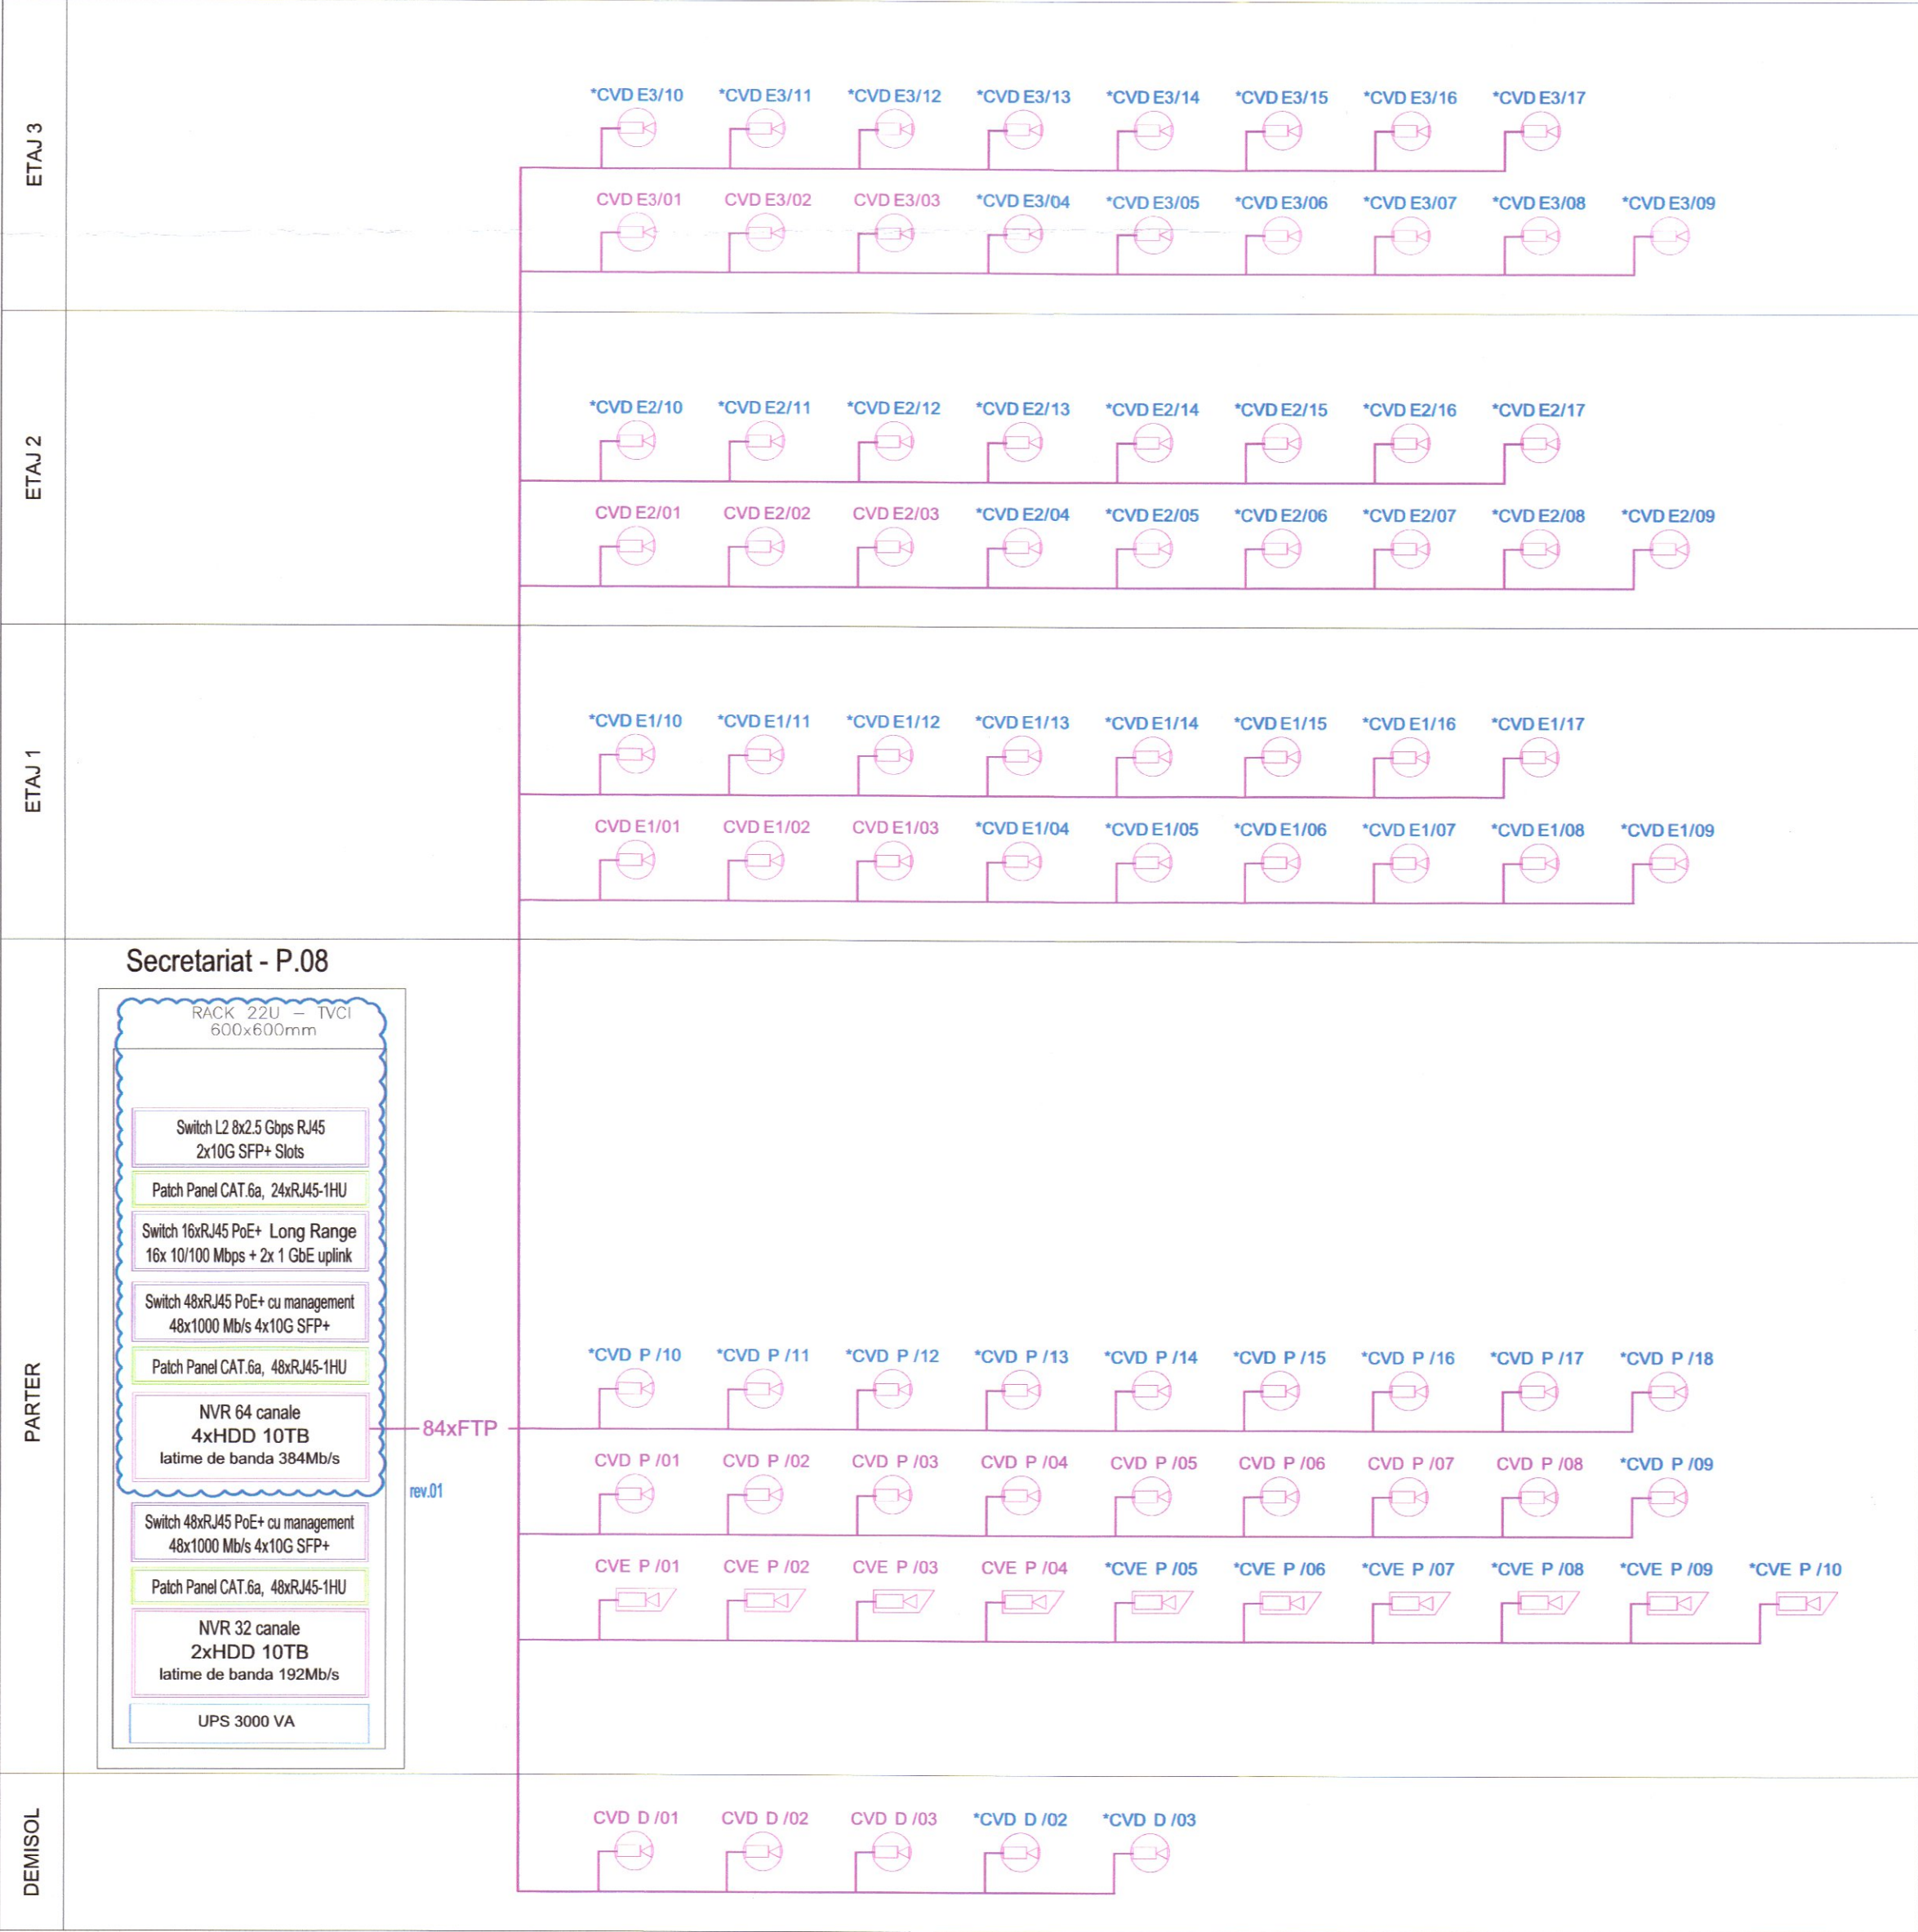 ETAJ 3
*CVD E3/10 *CVD E3/11 *CVD E3/12 *CVD E3/13 *CVD E3/14 *CVD E3/15 *CVD E3/16 *CVD E3/17
CVD E3/01 CVD E3/02 CVD E3/03 *CVD E3/04 *CVD E3/05 *CVD E3/06 *CVD E3/07 *CVD E3/08 *CVD E3/09
ETAJ 2
*CVD E2/10 *CVD E2/11 *CVD E2/12 *CVD E2/13 *CVD E2/14 *CVD E2/15 *CVD E2/16 *CVD E2/17
CVD E2/01 CVD E2/02 CVD E2/03 *CVD E2/04 *CVD E2/05 *CVD E2/06 *CVD E2/07 *CVD E2/08 *CVD E2/09
ETAJ 1
*CVD E1/10 *CVD E1/11 *CVD E1/12 *CVD E1/13 *CVD E1/14 *CVD E1/15 *CVD E1/16 *CVD E1/17
CVD E1/01 CVD E1/02 CVD E1/03 *CVD E1/04 *CVD E1/05 *CVD E1/06 *CVD E1/07 *CVD E1/08 *CVD E1/09
PARTER
Secretariat - P.08
RACK 22U – TVCI
600x600mm
Switch L2 8x2.5 Gbps RJ45
2x10G SFP+ Slots
Patch Panel CAT.6a, 24xRJ45-1HU
Switch 16xRJ45 PoE+ Long Range
16x 10/100 Mbps + 2x 1 GbE uplink
Switch 48xRJ45 PoE+ cu management
48x1000 Mb/s 4x10G SFP+
Patch Panel CAT.6a, 48xRJ45-1HU
NVR 64 canale
4xHDD 10TB
latime de banda 384Mb/s
rev.01
Switch 48xRJ45 PoE+ cu management
48x1000 Mb/s 4x10G SFP+
Patch Panel CAT.6a, 48xRJ45-1HU
NVR 32 canale
2xHDD 10TB
latime de banda 192Mb/s
UPS 3000 VA
84xFTP
*CVD P /10 *CVD P /11 *CVD P /12 *CVD P /13 *CVD P /14 *CVD P /15 *CVD P /16 *CVD P /17 *CVD P /18
CVD P /01 CVD P /02 CVD P /03 CVD P /04 CVD P /05 CVD P /06 CVD P /07 CVD P /08 *CVD P /09
CVE P /01 CVE P /02 CVE P /03 CVE P /04 *CVE P /05 *CVE P /06 *CVE P /07 *CVE P /08 *CVE P /09 *CVE P /10
DEMISOL
CVD D /01 CVD D /02 CVD D /03 *CVD D /02 *CVD D /03